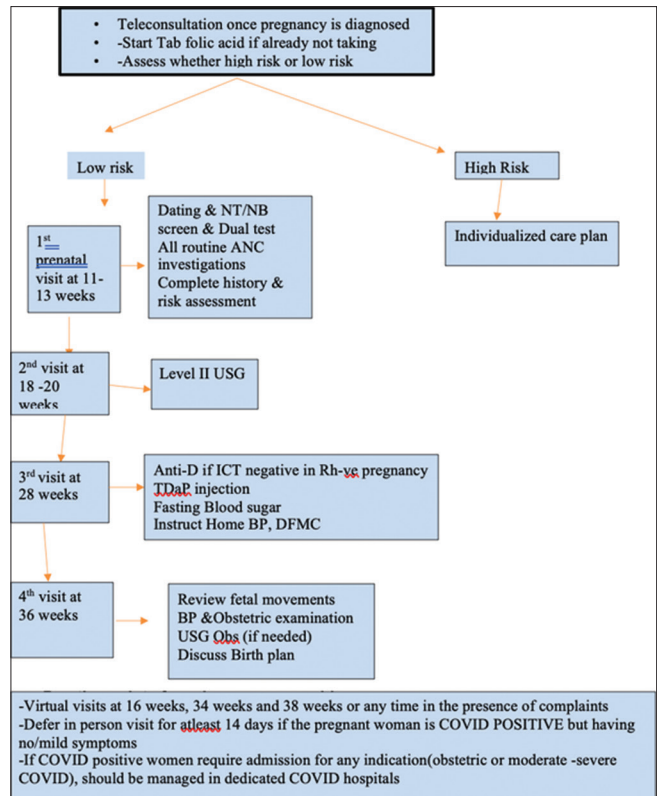 • Teleconsultation once pregnancy is diagnosed
• -Start Tab folic acid if already not taking
• -Assess whether high risk or low risk
Low risk
High Risk
1st
prenatal
visit at 11-
13 weeks
Dating & NT/NB
screen & Dual test
All routine ANC
investigations
Complete history &
risk assessment
Individualized care plan
2nd visit at
18 -20
weeks
Level II USG
3rd visit at
28 weeks
Anti-D if ICT negative in Rh-ve pregnancy
TDaP injection
Fasting Blood sugar
Instruct Home BP, DFMC
4th visit at
36 weeks
Review fetal movements
BP &Obstetric examination
USG Obs (if needed)
Discuss Birth plan
-Virtual visits at 16 weeks, 34 weeks and 38 weeks or any time in the presence of complaints
-Defer in person visit for atleast 14 days if the pregnant woman is COVID POSITIVE but having
no/mild symptoms
-If COVID positive women require admission for any indication(obstetric or moderate -severe
COVID), should be managed in dedicated COVID hospitals